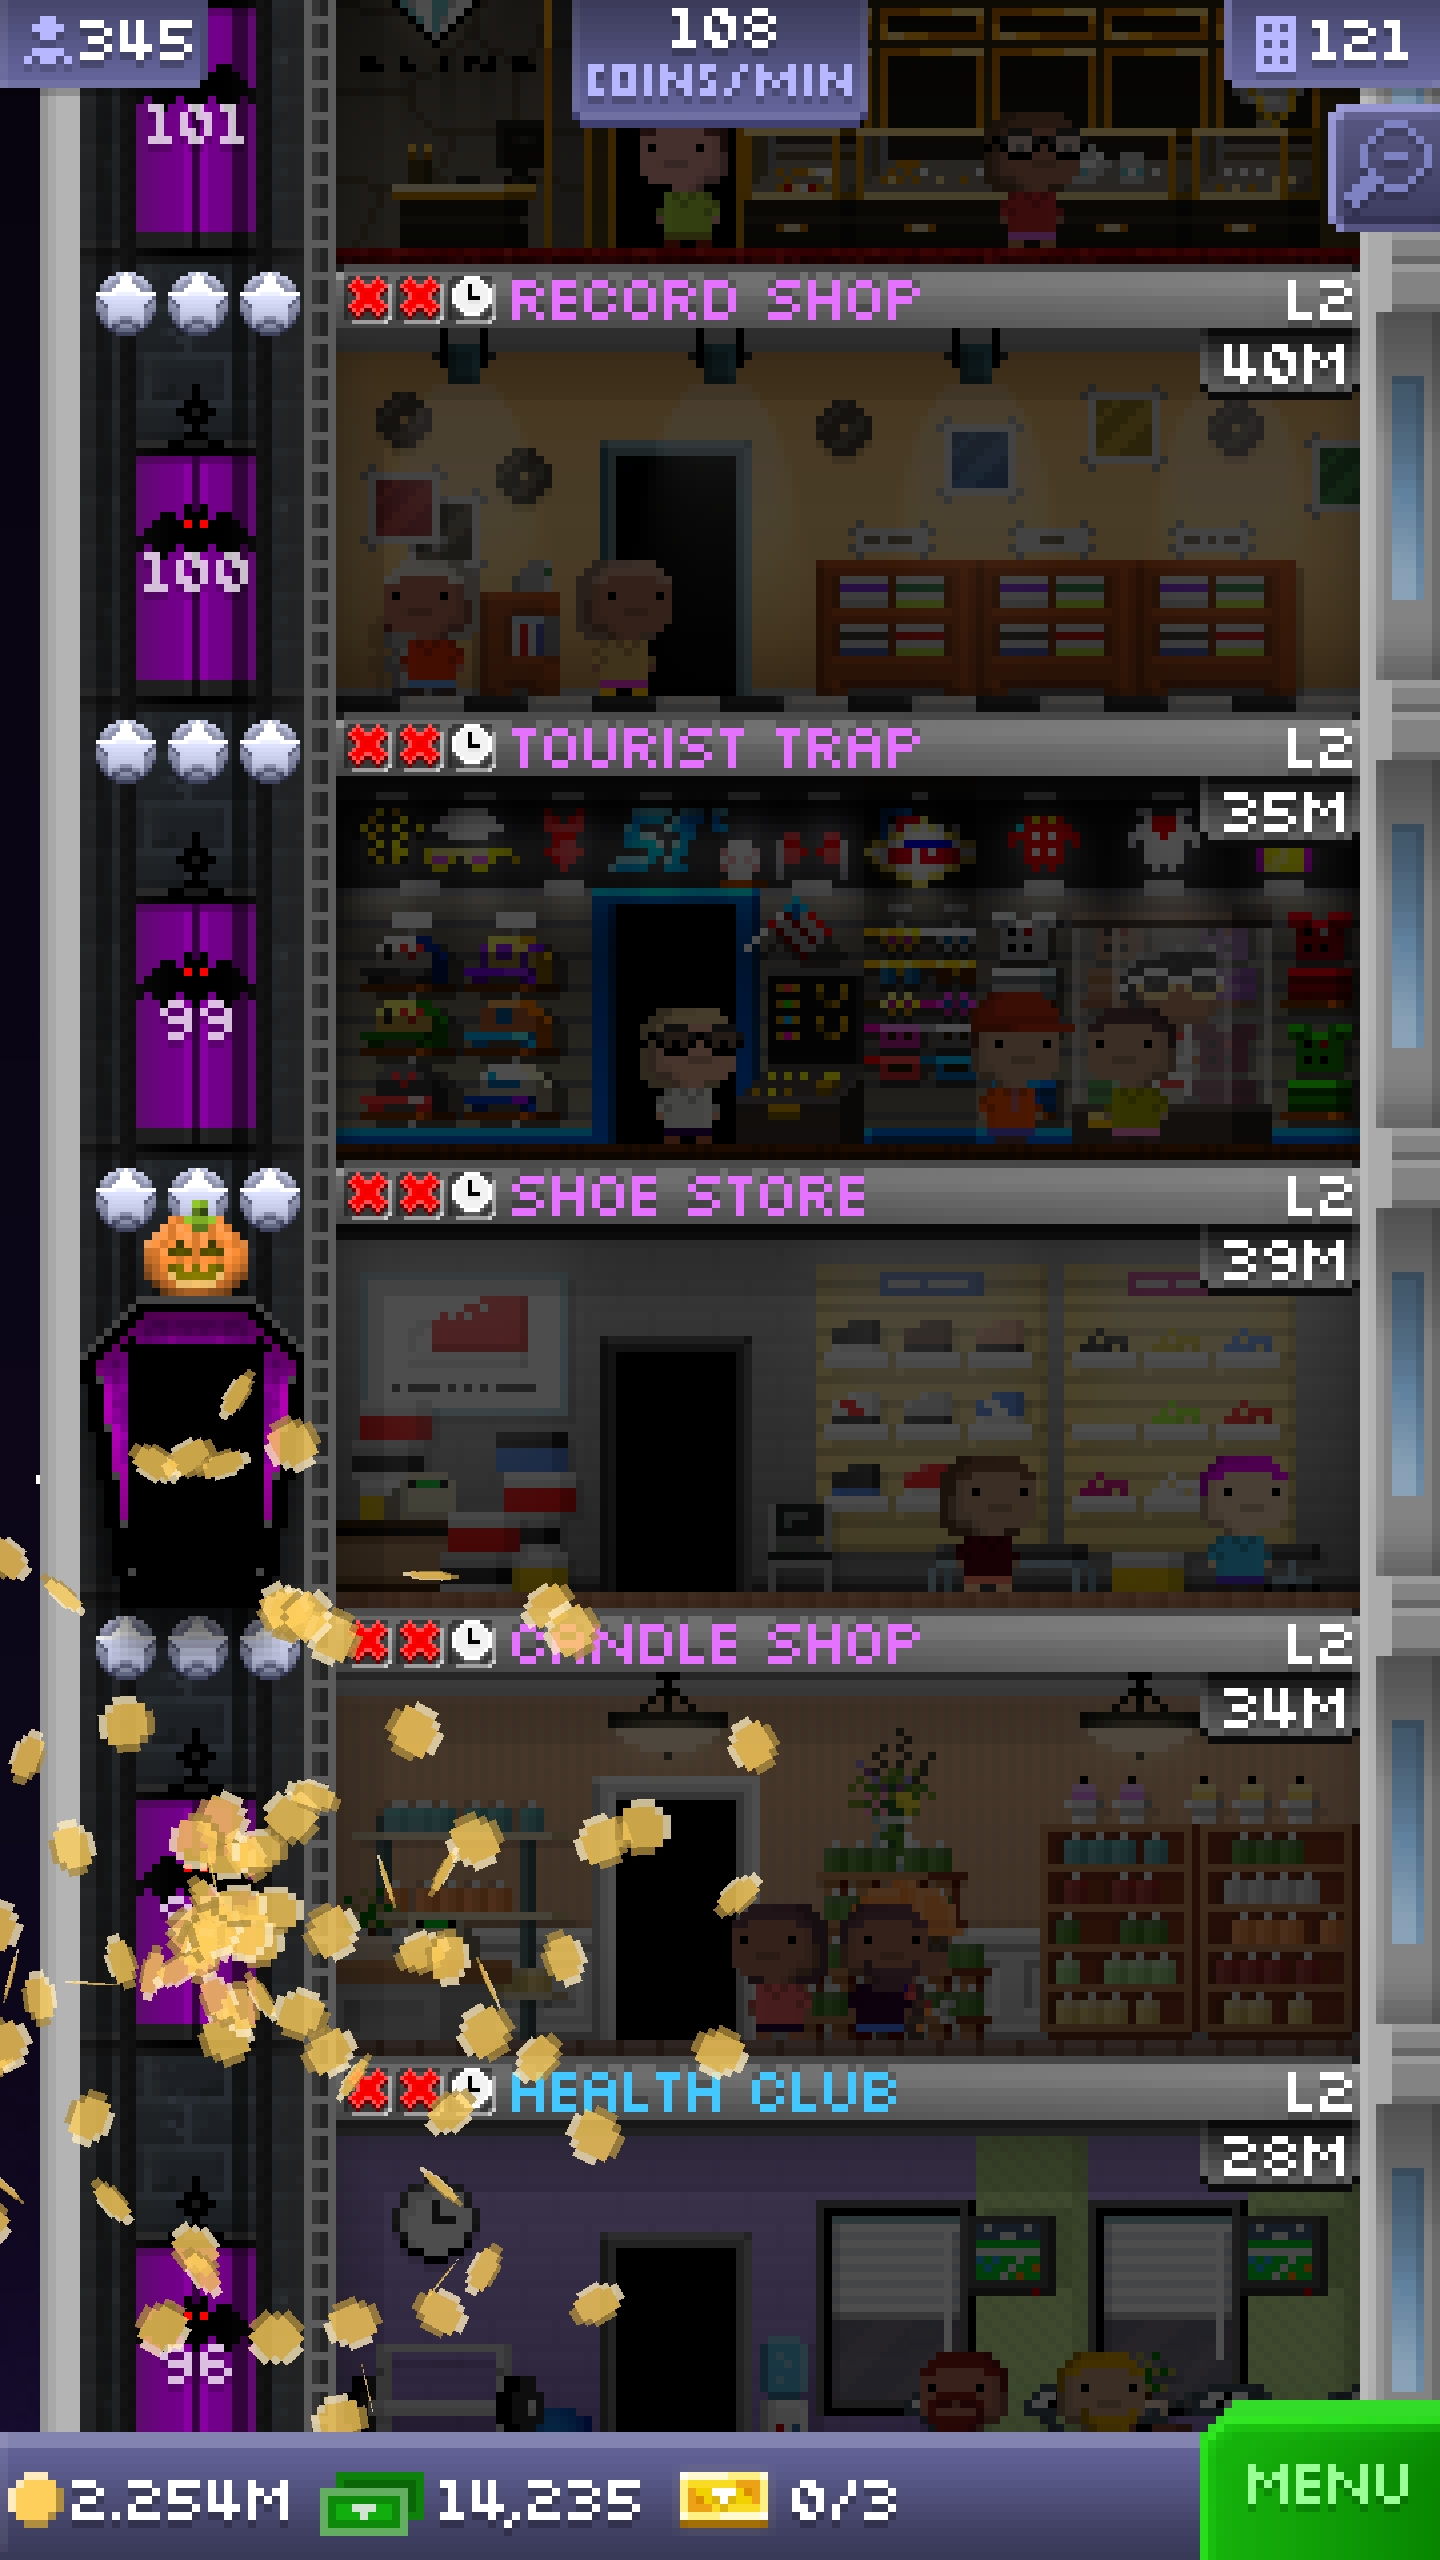 345
108
COINS/MIN
121
101
RECORD SHOP
L2
40M
100
TOURIST TRAP
L2
35M
99
SHOE STORE
L2
39M
CANDLE SHOP
L2
34M
HEALTH CLUB
L2
28M
96
2.254M
14,235
0/3
MENU